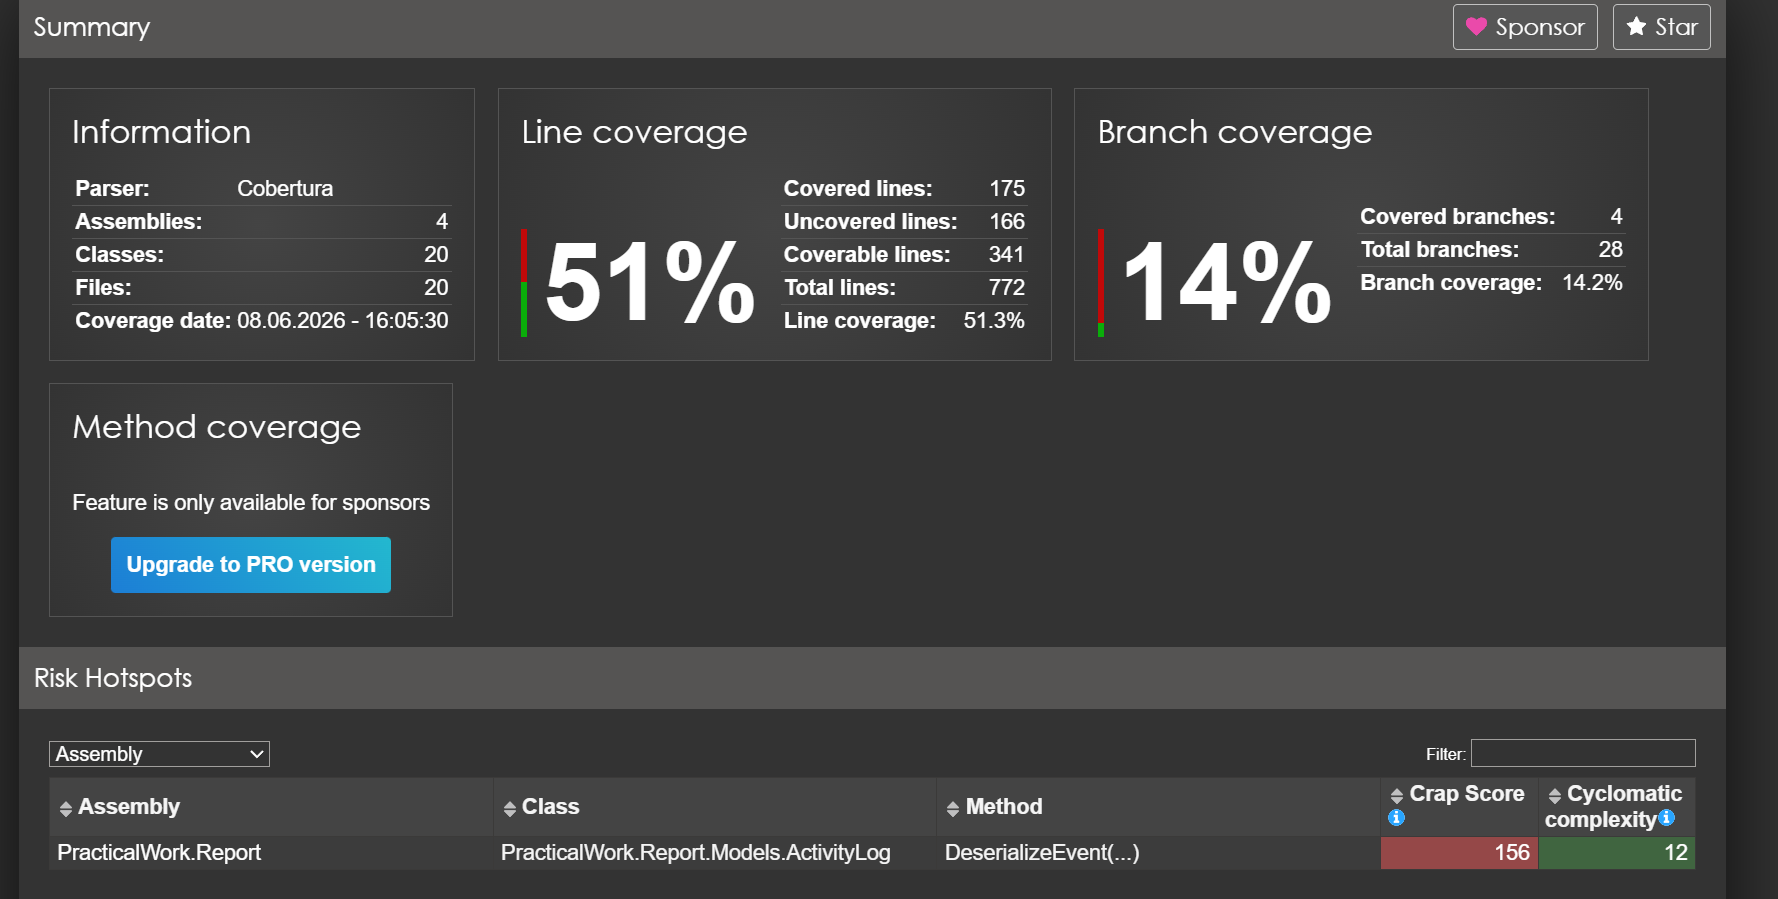 Summary
Sponsor
Star
Information
Parser: Cobertura
Assemblies: 4
Classes: 20
Files: 20
Coverage date: 08.06.2026 - 16:05:30
Line coverage
51%
Covered lines: 175
Uncovered lines: 166
Coverable lines: 341
Total lines: 772
Line coverage: 51.3%
Branch coverage
14%
Covered branches: 4
Total branches: 28
Branch coverage: 14.2%
Method coverage
Feature is only available for sponsors
Upgrade to PRO version
Risk Hotspots
Assembly
Filter:
Assembly Class Method Crap Score Cyclomatic complexity
PracticalWork.Report PracticalWork.Report.Models.ActivityLog DeserializeEvent(...) 156 12